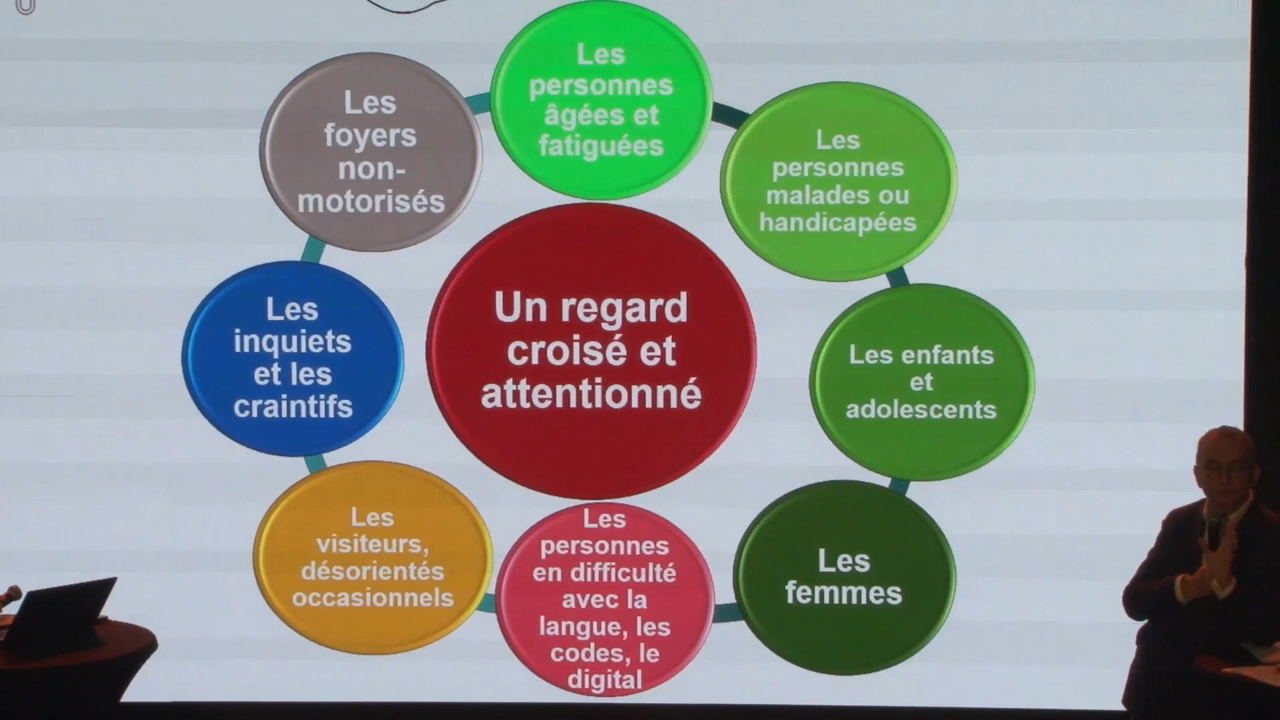 Les
personnes
âgées et
fatiguées
Les
personnes
malades ou
handicapées
Les enfants
et
adolescents
Les
femmes
Les
personnes
en difficulté
avec la
langue, les
codes, le
digital
Les
visiteurs,
désorientés
occasionnels
Les
inquiets
et les
craintifs
Les
foyers
non-
motorisés
Un regard
croisé et
attentionné